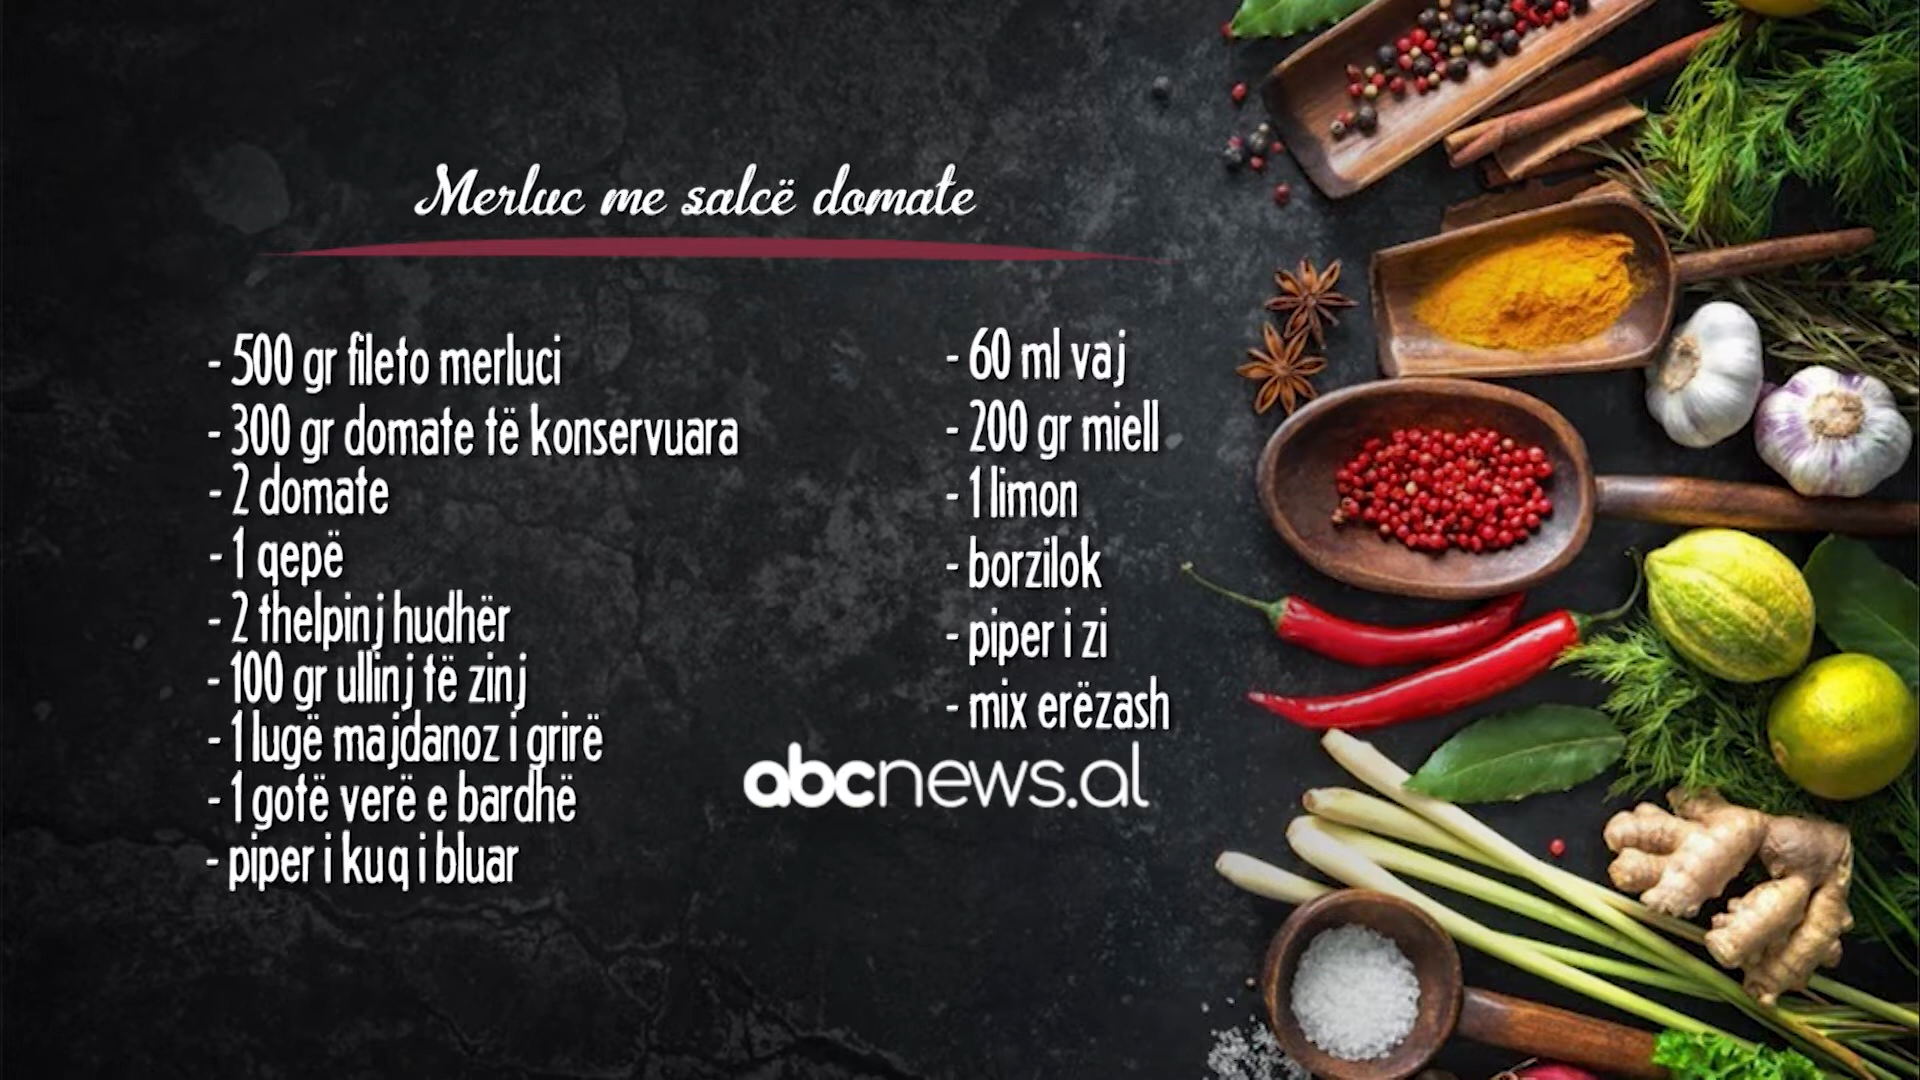 Merluc me salcë domate
- 500 gr fileto merluci
- 300 gr domate të konservuara
- 2 domate
- 1 qepë
- 2 thelpinj hudhër
- 100 gr ullinj të zinj
- 1 lugë majdanoz i grirë
- 1 gotë verë e bardhë
- piper i kuq i bluar
- 60 ml vaj
- 200 gr miell
- 1 limon
- borzilok
- piper i zi
- mix erëzash
abcnews.al